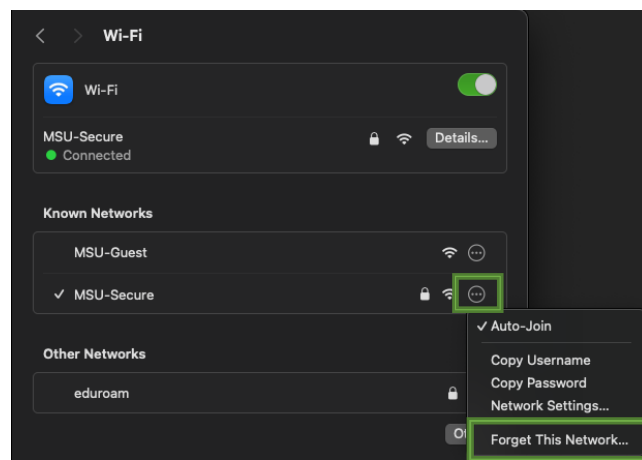 Wi-Fi
Wi-Fi
MSU-Secure
Connected
Details...
Known Networks
MSU-Guest
MSU-Secure
Auto-Join
Copy Username
Copy Password
Network Settings...
Forget This Network...
Other Networks
eduroam